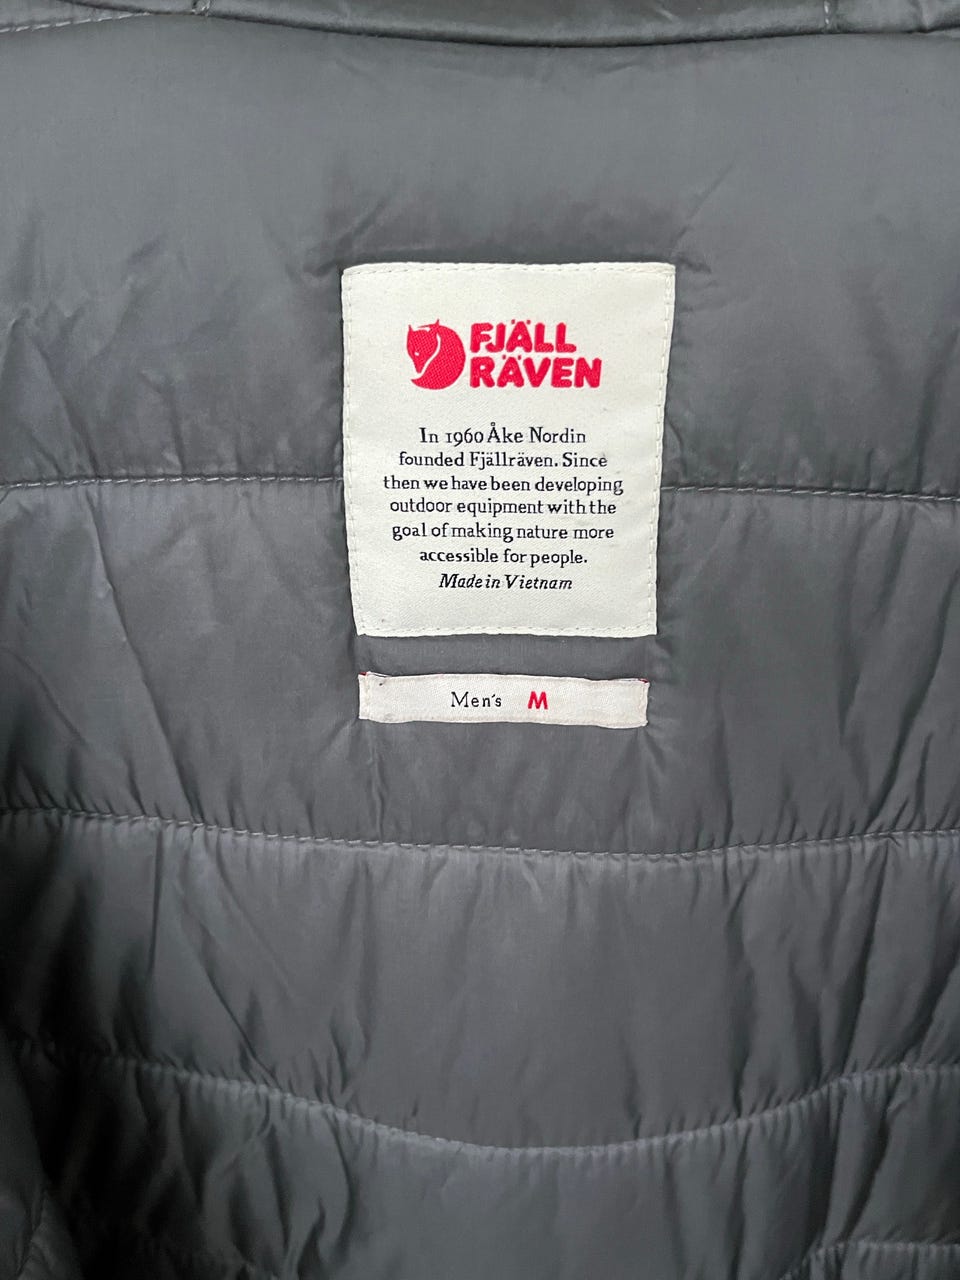 FJÄLL
RÄVEN
In 1960 Åke Nordin
founded Fjällräven. Since
then we have been developing
outdoor equipment with the
goal of making nature more
accessible for people.
Made in Vietnam
Men's M